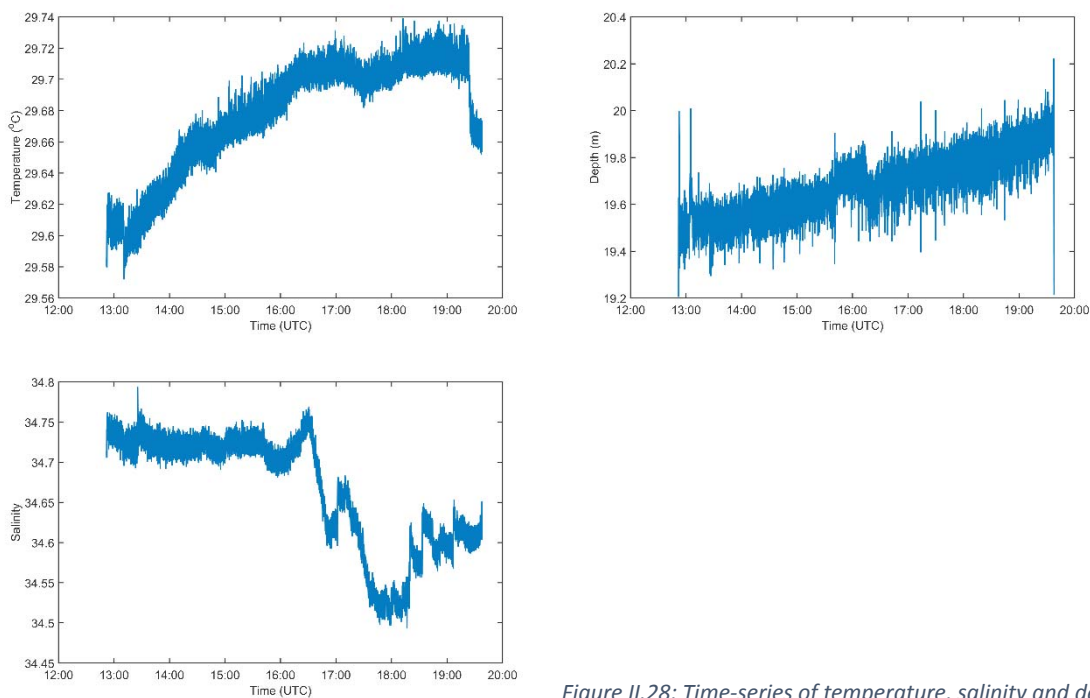 29.74
29.72
29.7
29.68
29.66
29.64
29.62
29.6
29.58
29.56
Temperature (⁰C)
12:00 13:00 14:00 15:00 16:00 17:00 18:00 19:00 20:00
Time (UTC)
20.4
20.2
20
19.8
19.6
19.4
19.2
Depth (m)
12:00 13:00 14:00 15:00 16:00 17:00 18:00 19:00 20:00
Time (UTC)
34.8
34.75
34.7
34.65
34.6
34.55
34.5
34.45
Salinity
12:00 13:00 14:00 15:00 16:00 17:00 18:00 19:00 20:00
Time (UTC)
Figure II.28: Time-series of temperature, salinity and